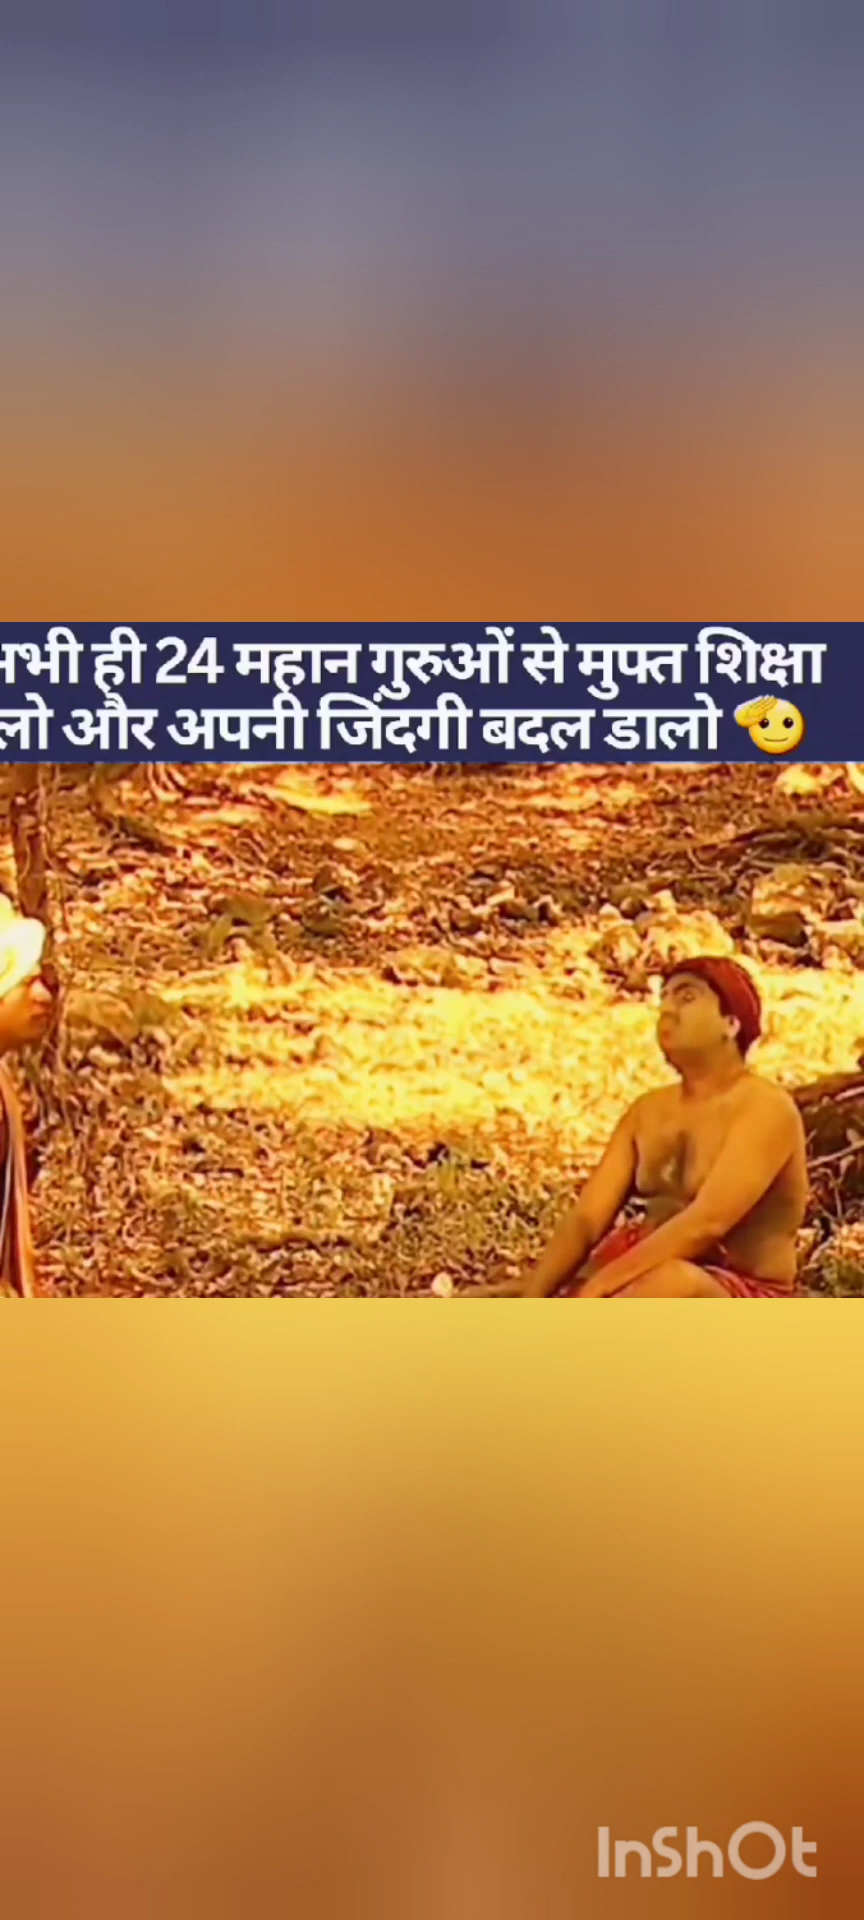 ही 24 महान गुरुओं से मुफ्त शिक्षा
और अपनी जिंदगी बदल डालो 🫡
InShOt